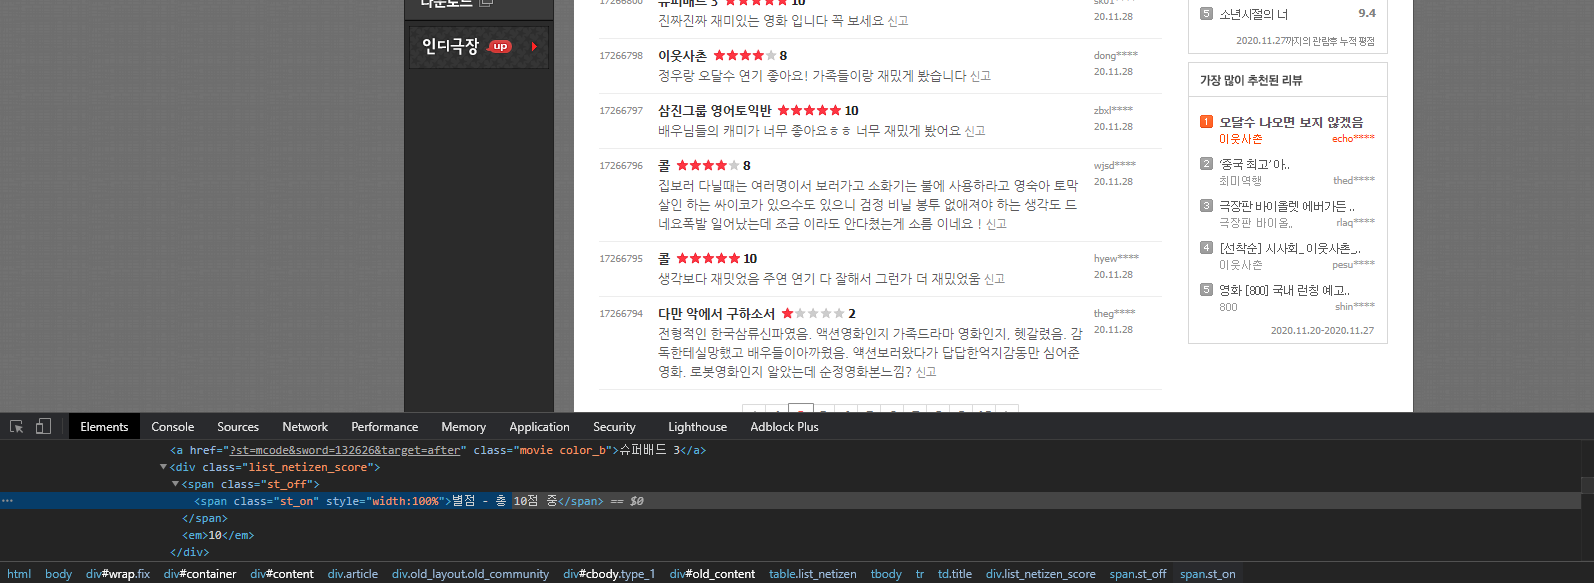 다운로드
인디극장 up
17266800 슈퍼배드 3 10 sk01****
진짜진짜 재미있는 영화 입니다 꼭 보세요 신고 20.11.28
17266798 이웃사촌 8 dong****
정우랑 오달수 연기 좋아요! 가족들이랑 재밌게 봤습니다 신고 20.11.28
17266797 삼진그룹 영어토익반 10 zbxl****
배우님들의 캐미가 너무 좋아요ㅎㅎ 너무 재밌게 봤어요 신고 20.11.28
17266796 콜 8 wjsd****
집보러 다닐때는 여러명이서 보러가고 소화기는 불에 사용하라고 영숙아 토막 20.11.28
살인 하는 싸이코가 있으수도 있으니 검정 비닐 봉투 없애져야 하는 생각도 드
네요폭발 일어났는데 조금 이라도 안다쳤는게 소름 이네요 ! 신고
17266795 콜 10 hyew****
생각보다 재밋었음 주연 연기 다 잘해서 그런가 더 재밌었움 신고 20.11.28
17266794 다만 악에서 구하소서 2 theg****
전형적인 한국삼류신파였음. 액션영화인지 가족드라마 영화인지, 헷갈렸음. 감 20.11.28
독한테실망했고 배우들이아까웠음. 액션보러왔다가 답답한억지감동만 심어준
영화. 로봇영화인지 알았는데 순정영화본느낌? 신고
5 소년시절의 너 9.4
2020.11.27까지의 관람후 누적 평점
가장 많이 추천된 리뷰
1 오달수 나오면 보지 않겠음
이웃사촌 echo****
2 '중국 최고' 아..
최미역행 thed****
3 극장판 바이올렛 에버가든 ..
극장판 바이올.. rlaq****
4 [선착순] 시사회_ 이웃사촌_..
이웃사촌 pesu****
5 영화 [800] 국내 런칭 예고..
800 shin****
2020.11.20-2020.11.27
Elements Console Sources Network Performance Memory Application Security Lighthouse Adblock Plus
<a href="?st=mcode&sword=132626&target=after" class="movie color_b">슈퍼배드 3</a>
▼<div class="list_netizen_score">
▼<span class="st_off">
... <span class="st_on" style="width:100%">별점 - 총 10점 중</span> == $0
</span>
<em>10</em>
</div>
html body div#wrap.fix div#container div#content div.article div.old_layout.old_community div#cbody.type_1 div#old_content table.list_netizen tbody tr td.title div.list_netizen_score span.st_off span.st_on